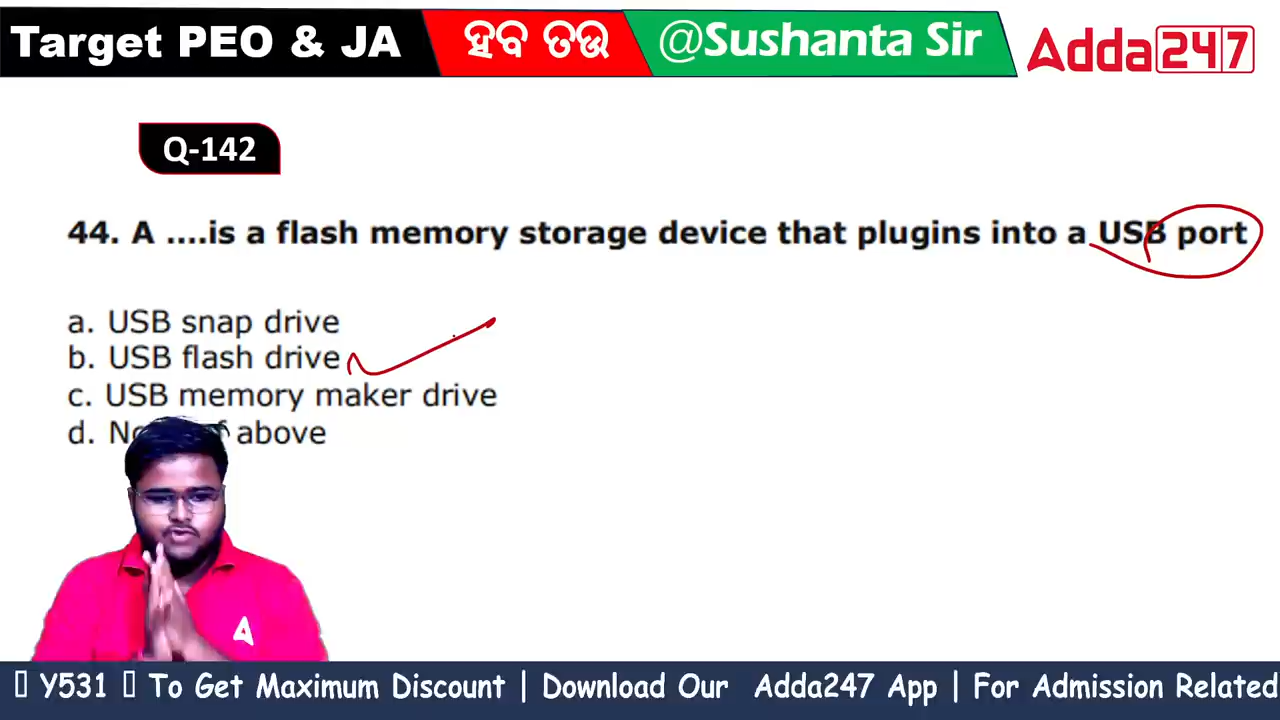 Target PEO & JA ହବ ତଉ @Sushanta Sir Adda247
Q-142
44. A ....is a flash memory storage device that plugins into a USB port
a. USB snap drive
b. USB flash drive
c. USB memory maker drive
d. above
Y531 To Get Maximum Discount | Download Our Adda247 App | For Admission Related